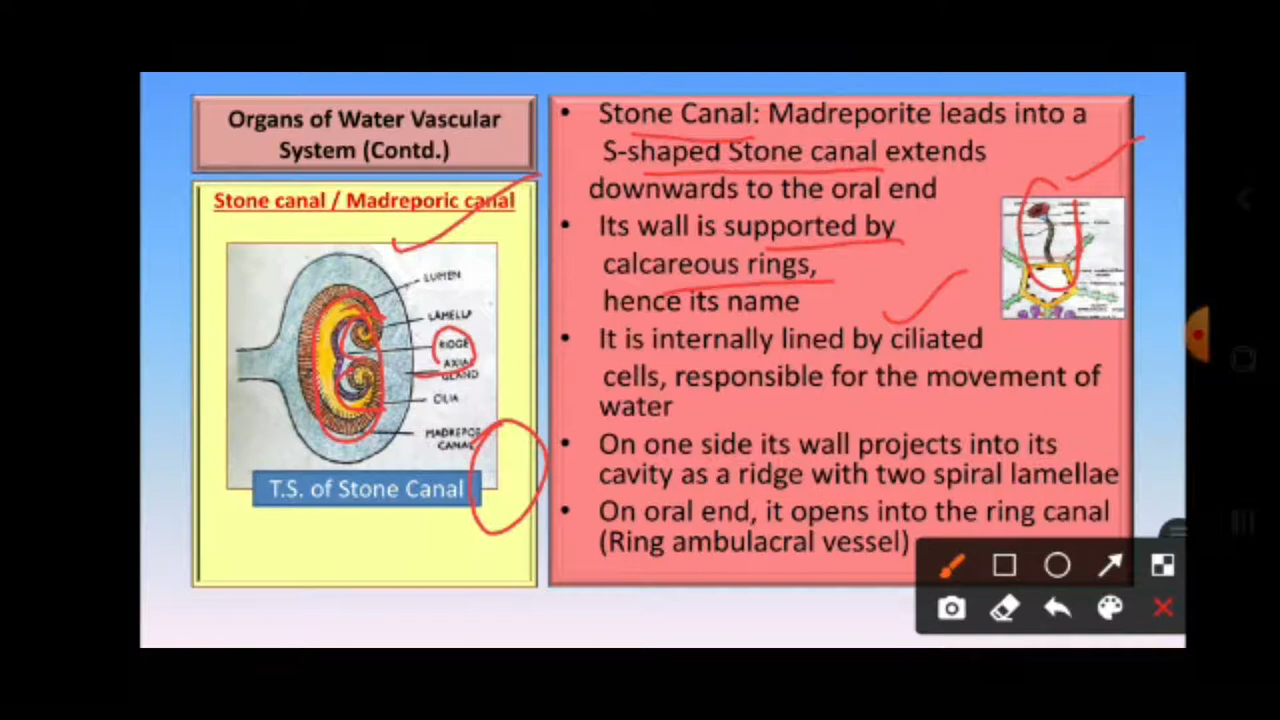 Organs of Water Vascular
System (Contd.)
Stone canal / Madreporic canal
LUMEN
LAMELLA
RIDGE
AXIAL
GLAND
CILIA
CANAL
T.S. of Stone Canal
• Stone Canal: Madreporite leads into a
S-shaped Stone canal extends
downwards to the oral end
• Its wall is supported by
calcareous rings,
hence its name
• It is internally lined by ciliated
cells, responsible for the movement of
water
• On one side its wall projects into its
cavity as a ridge with two spiral lamellae
• On oral end, it opens into the ring canal
(Ring ambulacral vessel)